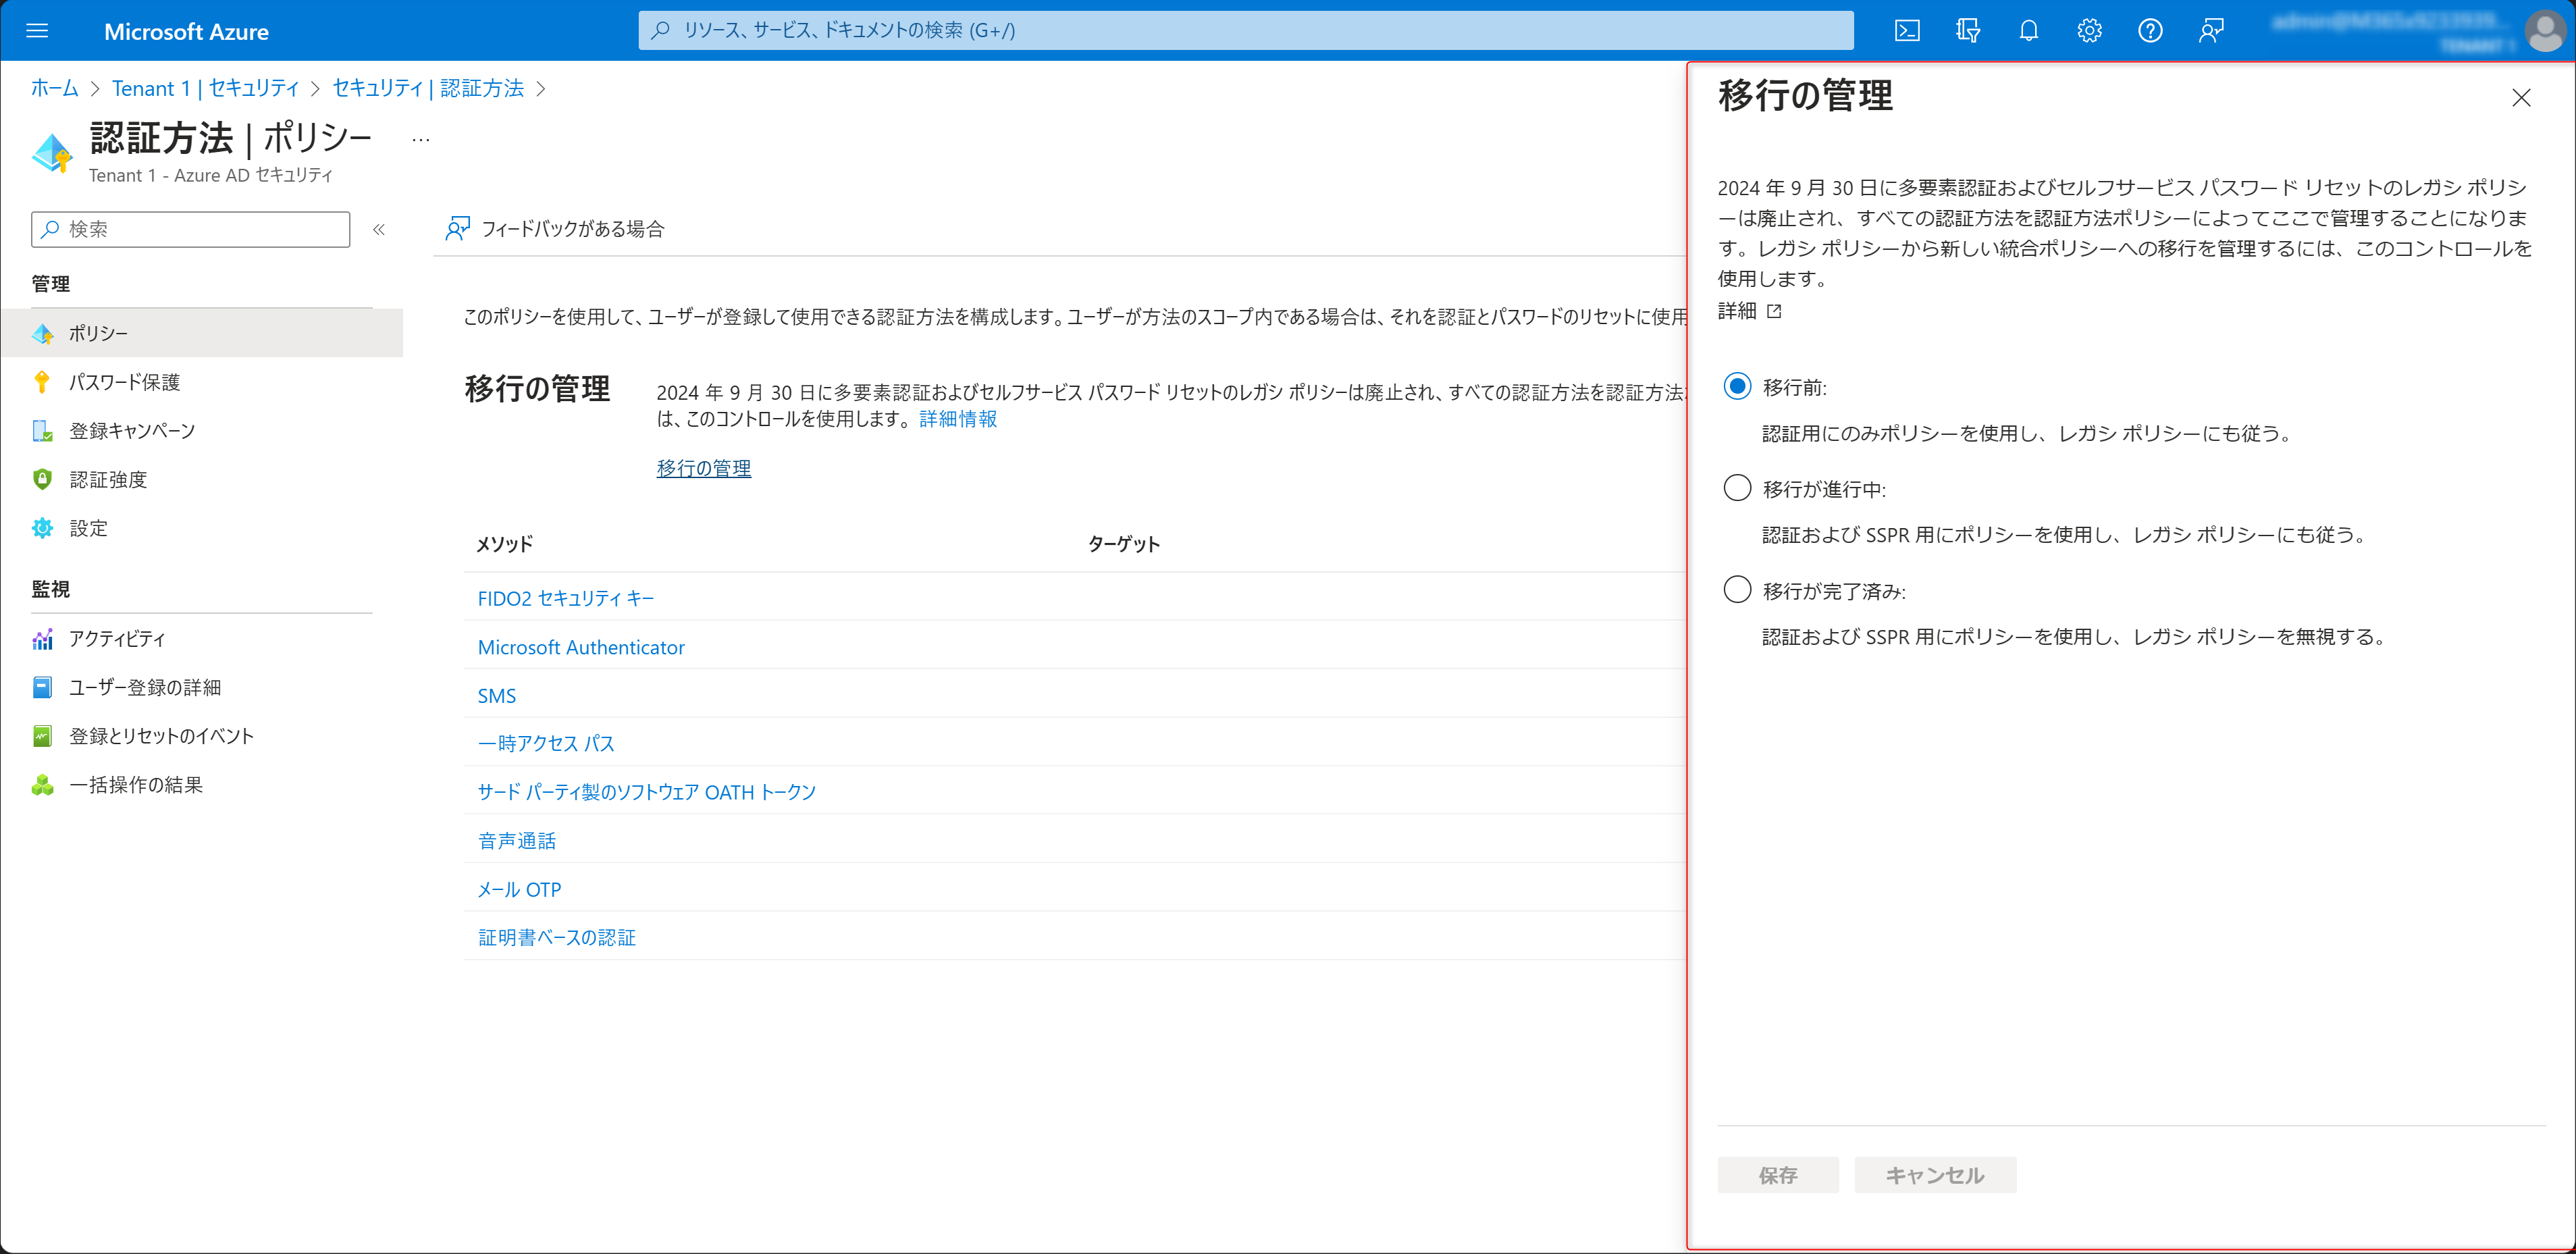 Microsoft Azure
リソース、サービス、ドキュメントの検索 (G+/)
ホーム > Tenant 1 | セキュリティ > セキュリティ | 認証方法 >
認証方法 | ポリシー ...
Tenant 1 - Azure AD セキュリティ
検索
管理
ポリシー
パスワード保護
登録キャンペーン
認証強度
設定
監視
アクティビティ
ユーザー登録の詳細
登録とリセットのイベント
一括操作の結果
フィードバックがある場合
このポリシーを使用して、ユーザーが登録して使用できる認証方法を構成します。ユーザーが方法のスコープ内である場合は、それを認証とパスワードのリセットに使用
移行の管理
2024 年 9 月 30 日に多要素認証およびセルフサービス パスワード リセットのレガシ ポリシーは廃止され、すべての認証方法を認証方法
は、このコントロールを使用します。 詳細情報
移行の管理
メソッド ターゲット
FIDO2 セキュリティ キー
Microsoft Authenticator
SMS
一時アクセス パス
サード パーティ製のソフトウェア OATH トークン
音声通話
メール OTP
証明書ベースの認証
移行の管理
2024 年 9 月 30 日に多要素認証およびセルフサービス パスワード リセットのレガシ ポリシ
ーは廃止され、すべての認証方法を認証方法ポリシーによってここで管理することになりま
す。レガシ ポリシーから新しい統合ポリシーへの移行を管理するには、このコントロールを
使用します。
詳細
移行前:
認証用にのみポリシーを使用し、レガシ ポリシーにも従う。
移行が進行中:
認証および SSPR 用にポリシーを使用し、レガシ ポリシーにも従う。
移行が完了済み:
認証および SSPR 用にポリシーを使用し、レガシ ポリシーを無視する。
保存 キャンセル